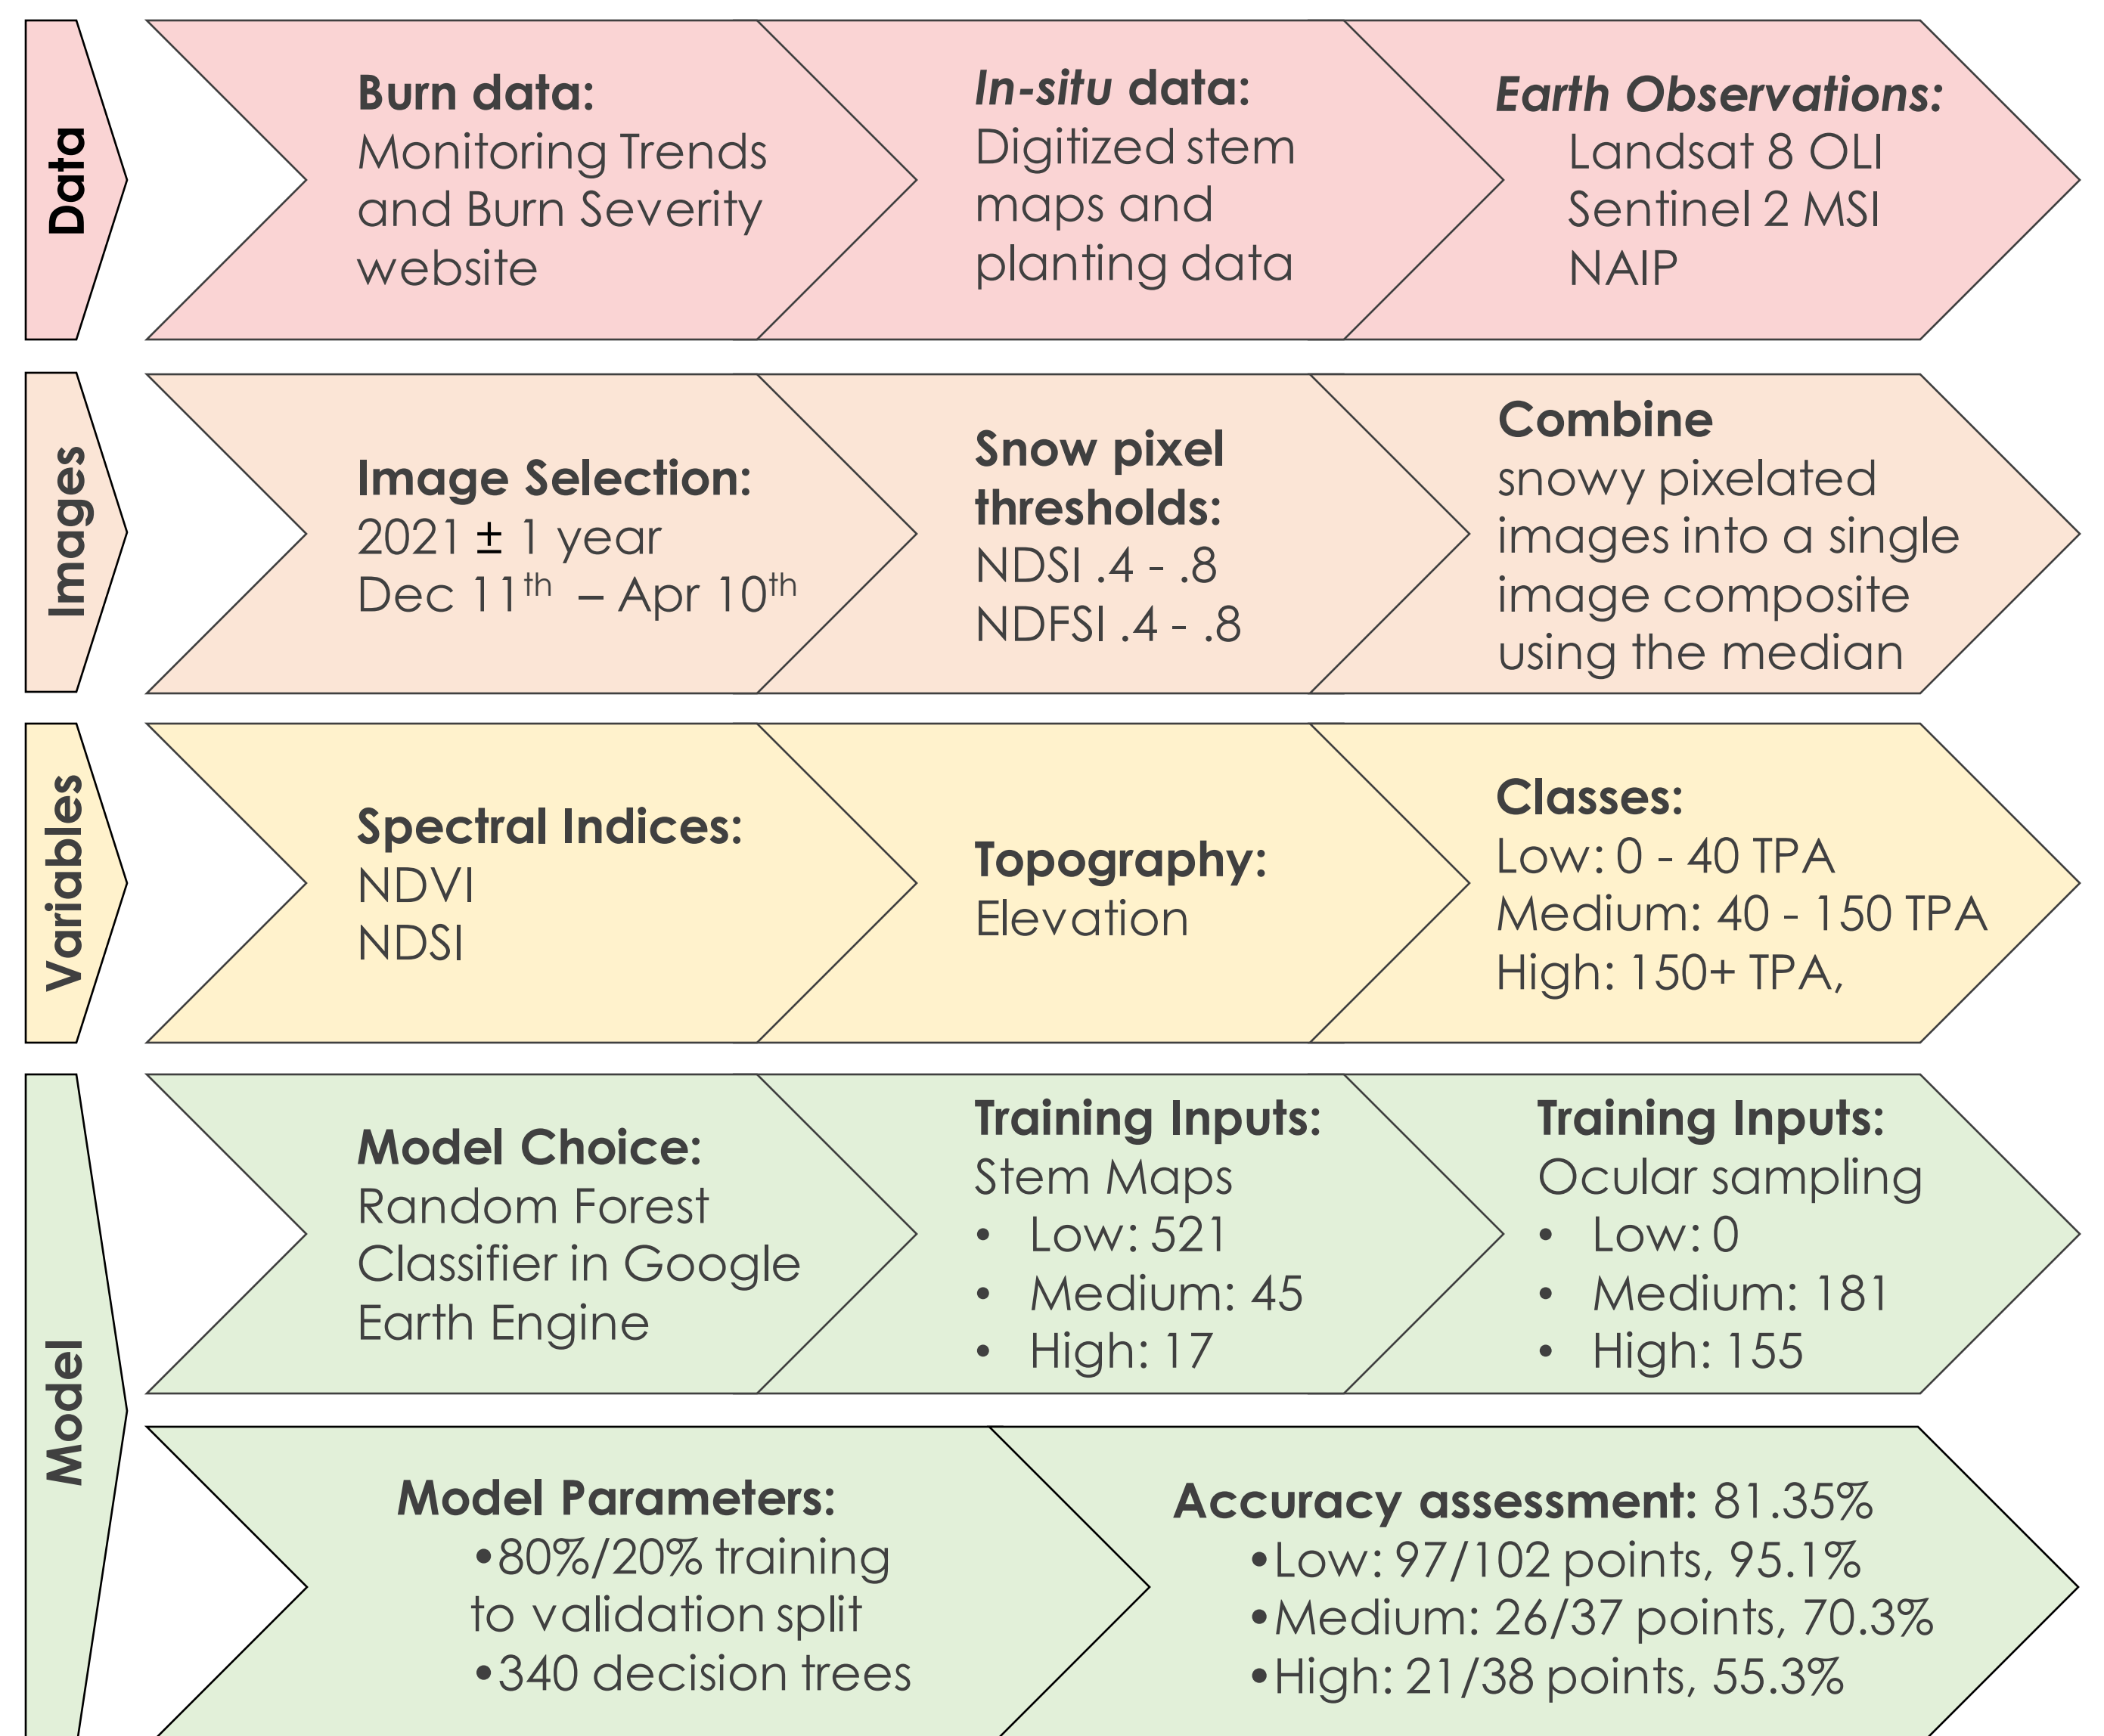 Data
Burn data:
Monitoring Trends
and Burn Severity
website
In-situ data:
Digitized stem
maps and
planting data
Earth Observations:
Landsat 8 OLI
Sentinel 2 MSI
NAIP
Images
Image Selection:
2021 ± 1 year
Dec 11th – Apr 10th
Snow pixel
thresholds:
NDSI .4 - .8
NDFSI .4 - .8
Combine
snowy pixelated
images into a single
image composite
using the median
Variables
Spectral Indices:
NDVI
NDSI
Topography:
Elevation
Classes:
Low: 0 - 40 TPA
Medium: 40 - 150 TPA
High: 150+ TPA,
Model
Model Choice:
Random Forest
Classifier in Google
Earth Engine
Training Inputs:
Stem Maps
• Low: 521
• Medium: 45
• High: 17
Training Inputs:
Ocular sampling
• Low: 0
• Medium: 181
• High: 155
Model Parameters:
•80%/20% training
to validation split
•340 decision trees
Accuracy assessment: 81.35%
•Low: 97/102 points, 95.1%
•Medium: 26/37 points, 70.3%
•High: 21/38 points, 55.3%